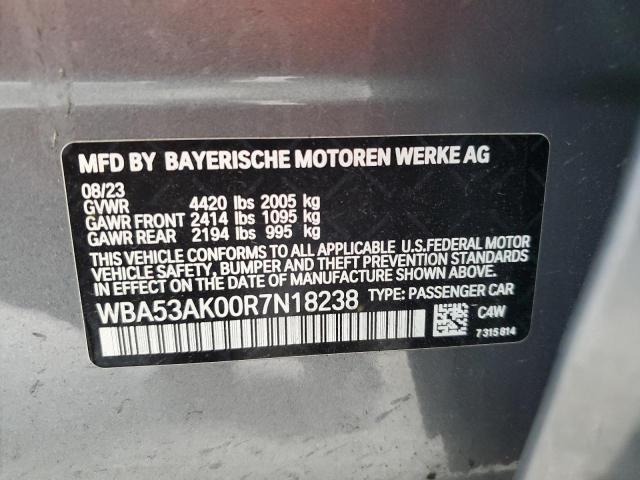 MFD BY BAYERISCHE MOTOREN WERKE AG
08/23
GVWR 4420 lbs 2005 kg
GAWR FRONT 2414 lbs 1095 kg
GAWR REAR 2194 lbs 995 kg
THIS VEHICLE CONFORMS TO ALL APPLICABLE U.S.FEDERAL MOTOR
VEHICLE SAFETY, BUMPER, AND THEFT PREVENTION STANDARDS
IN EFFECT ON THE DATE OF MANUFACTURE SHOWN ABOVE.
WBA53AK00R7N18238 TYPE: PASSENGER CAR
C4W
7315814